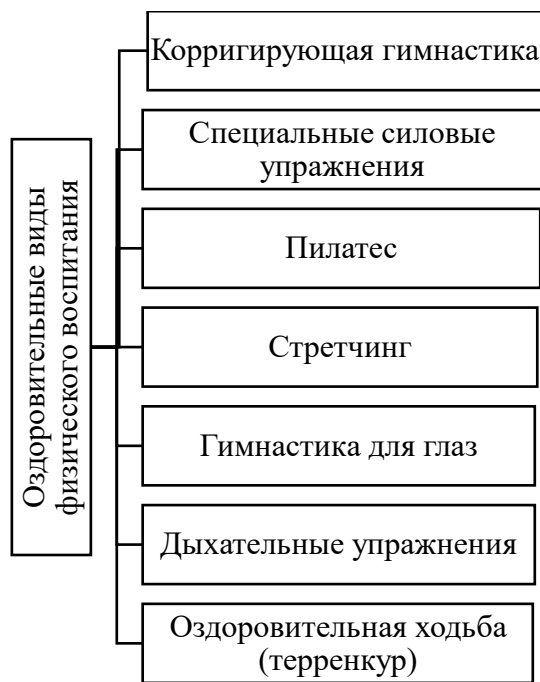 Оздоровительные виды
физического воспитания
Корригирующая гимнастика
Специальные силовые
упражнения
Пилатес
Стретчинг
Гимнастика для глаз
Дыхательные упражнения
Оздоровительная ходьба
(терренкур)